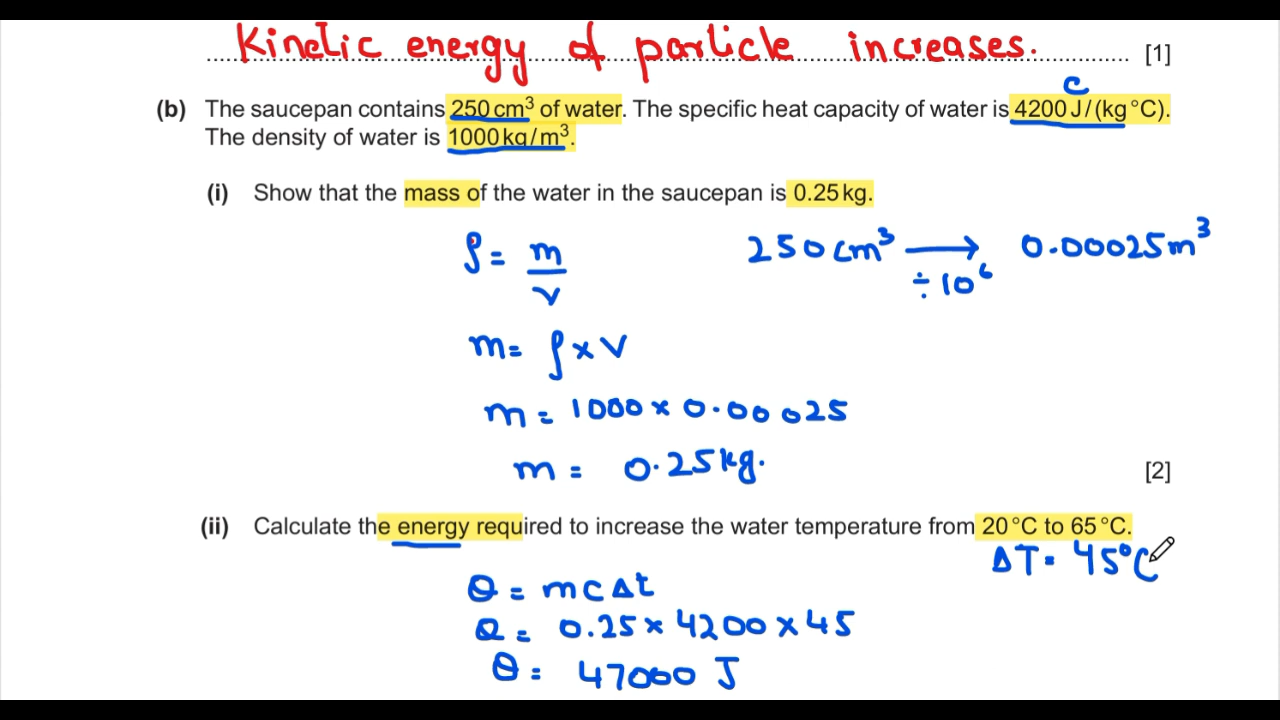 Kinetic energy of particle increases.
[1]
C
(b) The saucepan contains 250 cm³ of water. The specific heat capacity of water is 4200 J/(kg °C).
The density of water is 1000 kg/m³.
(i) Show that the mass of the water in the saucepan is 0.25 kg.
ρ = m/v
250 cm³ → 0.00025 m³
÷ 10⁶
m = ρ × V
m = 1000 × 0.00025
m = 0.25 kg.
[2]
(ii) Calculate the energy required to increase the water temperature from 20 °C to 65 °C.
ΔT = 45°C
Q = mcΔt
Q = 0.25 × 4200 × 45
Q = 47000 J